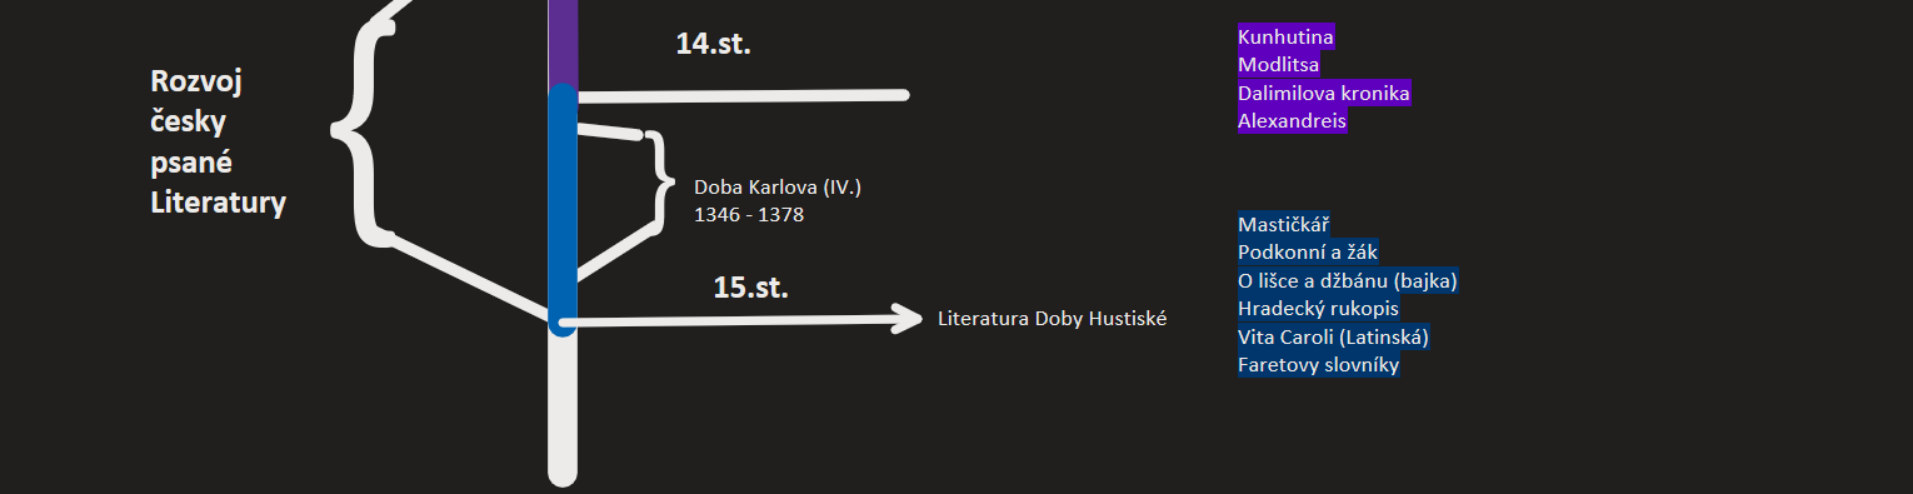 Rozvoj
česky
psané
Literatury
14.st.
Doba Karlova (IV.)
1346 - 1378
15.st.
Literatura Doby Hustiské
Kunhutina
Modlitsa
Dalimilova kronika
Alexandreis
Mastičkář
Podkonní a žák
O lišce a džbánu (bajka)
Hradecký rukopis
Vita Caroli (Latinská)
Faretovy slovníky